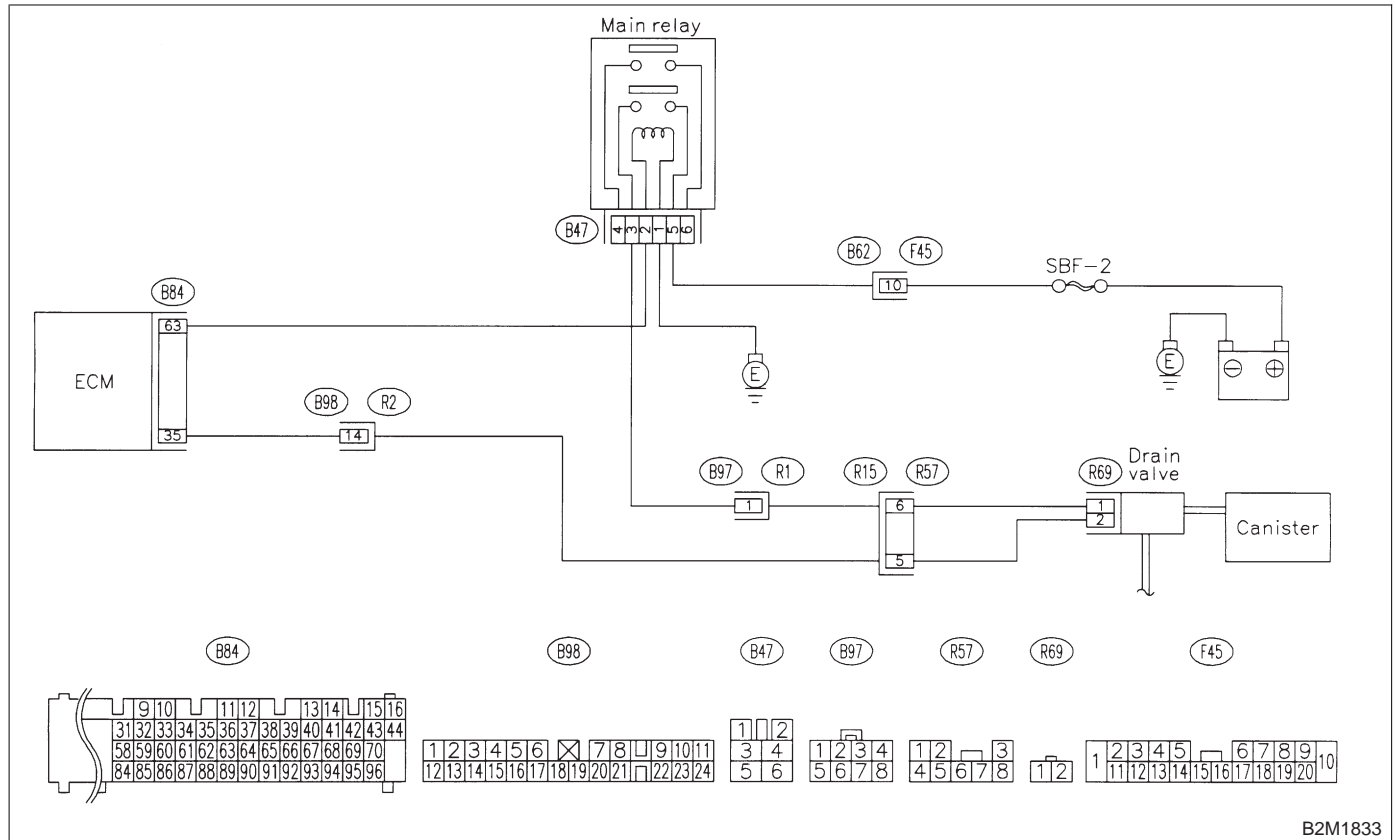 Main relay
B47
4 3 2 1 5 6
B62 F45
SBF-2
10
B84
63
E
E
ECM
B98 R2
35
14
Drain
valve
B97 R1
R15 R57
R69
1
6
1
2
Canister
5
B84
B98
B47
B97
R57
R69
F45
9 10 11 12 13 14 15 16
31 32 33 34 35 36 37 38 39 40 41 42 43 44
58 59 60 61 62 63 64 65 66 67 68 69 70
84 85 86 87 88 89 90 91 92 93 94 95 96
1 2 3 4 5 6 7 8 9 10 11
12 13 14 15 16 17 18 19 20 21 22 23 24
1 2
3 4
5 6
1 2 3 4
5 6 7 8
1 2 3
4 5 6 7 8
1 2
1 2 3 4 5 6 7 8 9 10
11 12 13 14 15 16 17 18 19 20
B2M1833